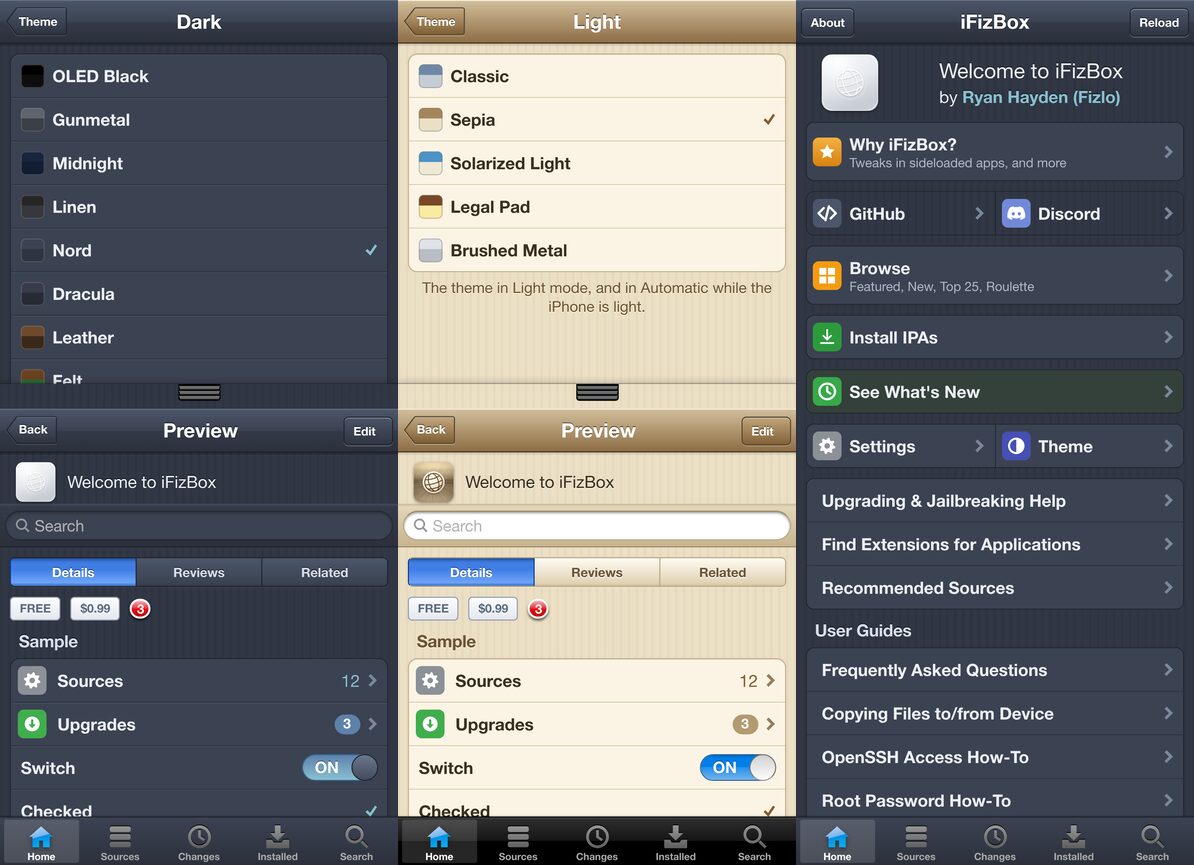 Theme
Dark
OLED Black
Gunmetal
Midnight
Linen
Nord
Dracula
Leather
Felt
Back
Preview
Edit
Welcome to iFizBox
Search
Details
Reviews
Related
FREE
$0.99
3
Sample
Sources
12
Upgrades
3
Switch
ON
Checked
Home
Sources
Changes
Installed
Search
Theme
Light
Classic
Sepia
Solarized Light
Legal Pad
Brushed Metal
The theme in Light mode, and in Automatic while the
iPhone is light.
Back
Preview
Edit
Welcome to iFizBox
Search
Details
Reviews
Related
FREE
$0.99
3
Sample
Sources
12
Upgrades
3
Switch
ON
Checked
Home
Sources
Changes
Installed
Search
About
iFizBox
Reload
Welcome to iFizBox
by Ryan Hayden (Fizlo)
Why iFizBox?
Tweaks in sideloaded apps, and more
GitHub
Discord
Browse
Featured, New, Top 25, Roulette
Install IPAs
See What's New
Settings
Theme
Upgrading & Jailbreaking Help
Find Extensions for Applications
Recommended Sources
User Guides
Frequently Asked Questions
Copying Files to/from Device
OpenSSH Access How-To
Root Password How-To
Home
Sources
Changes
Installed
Search